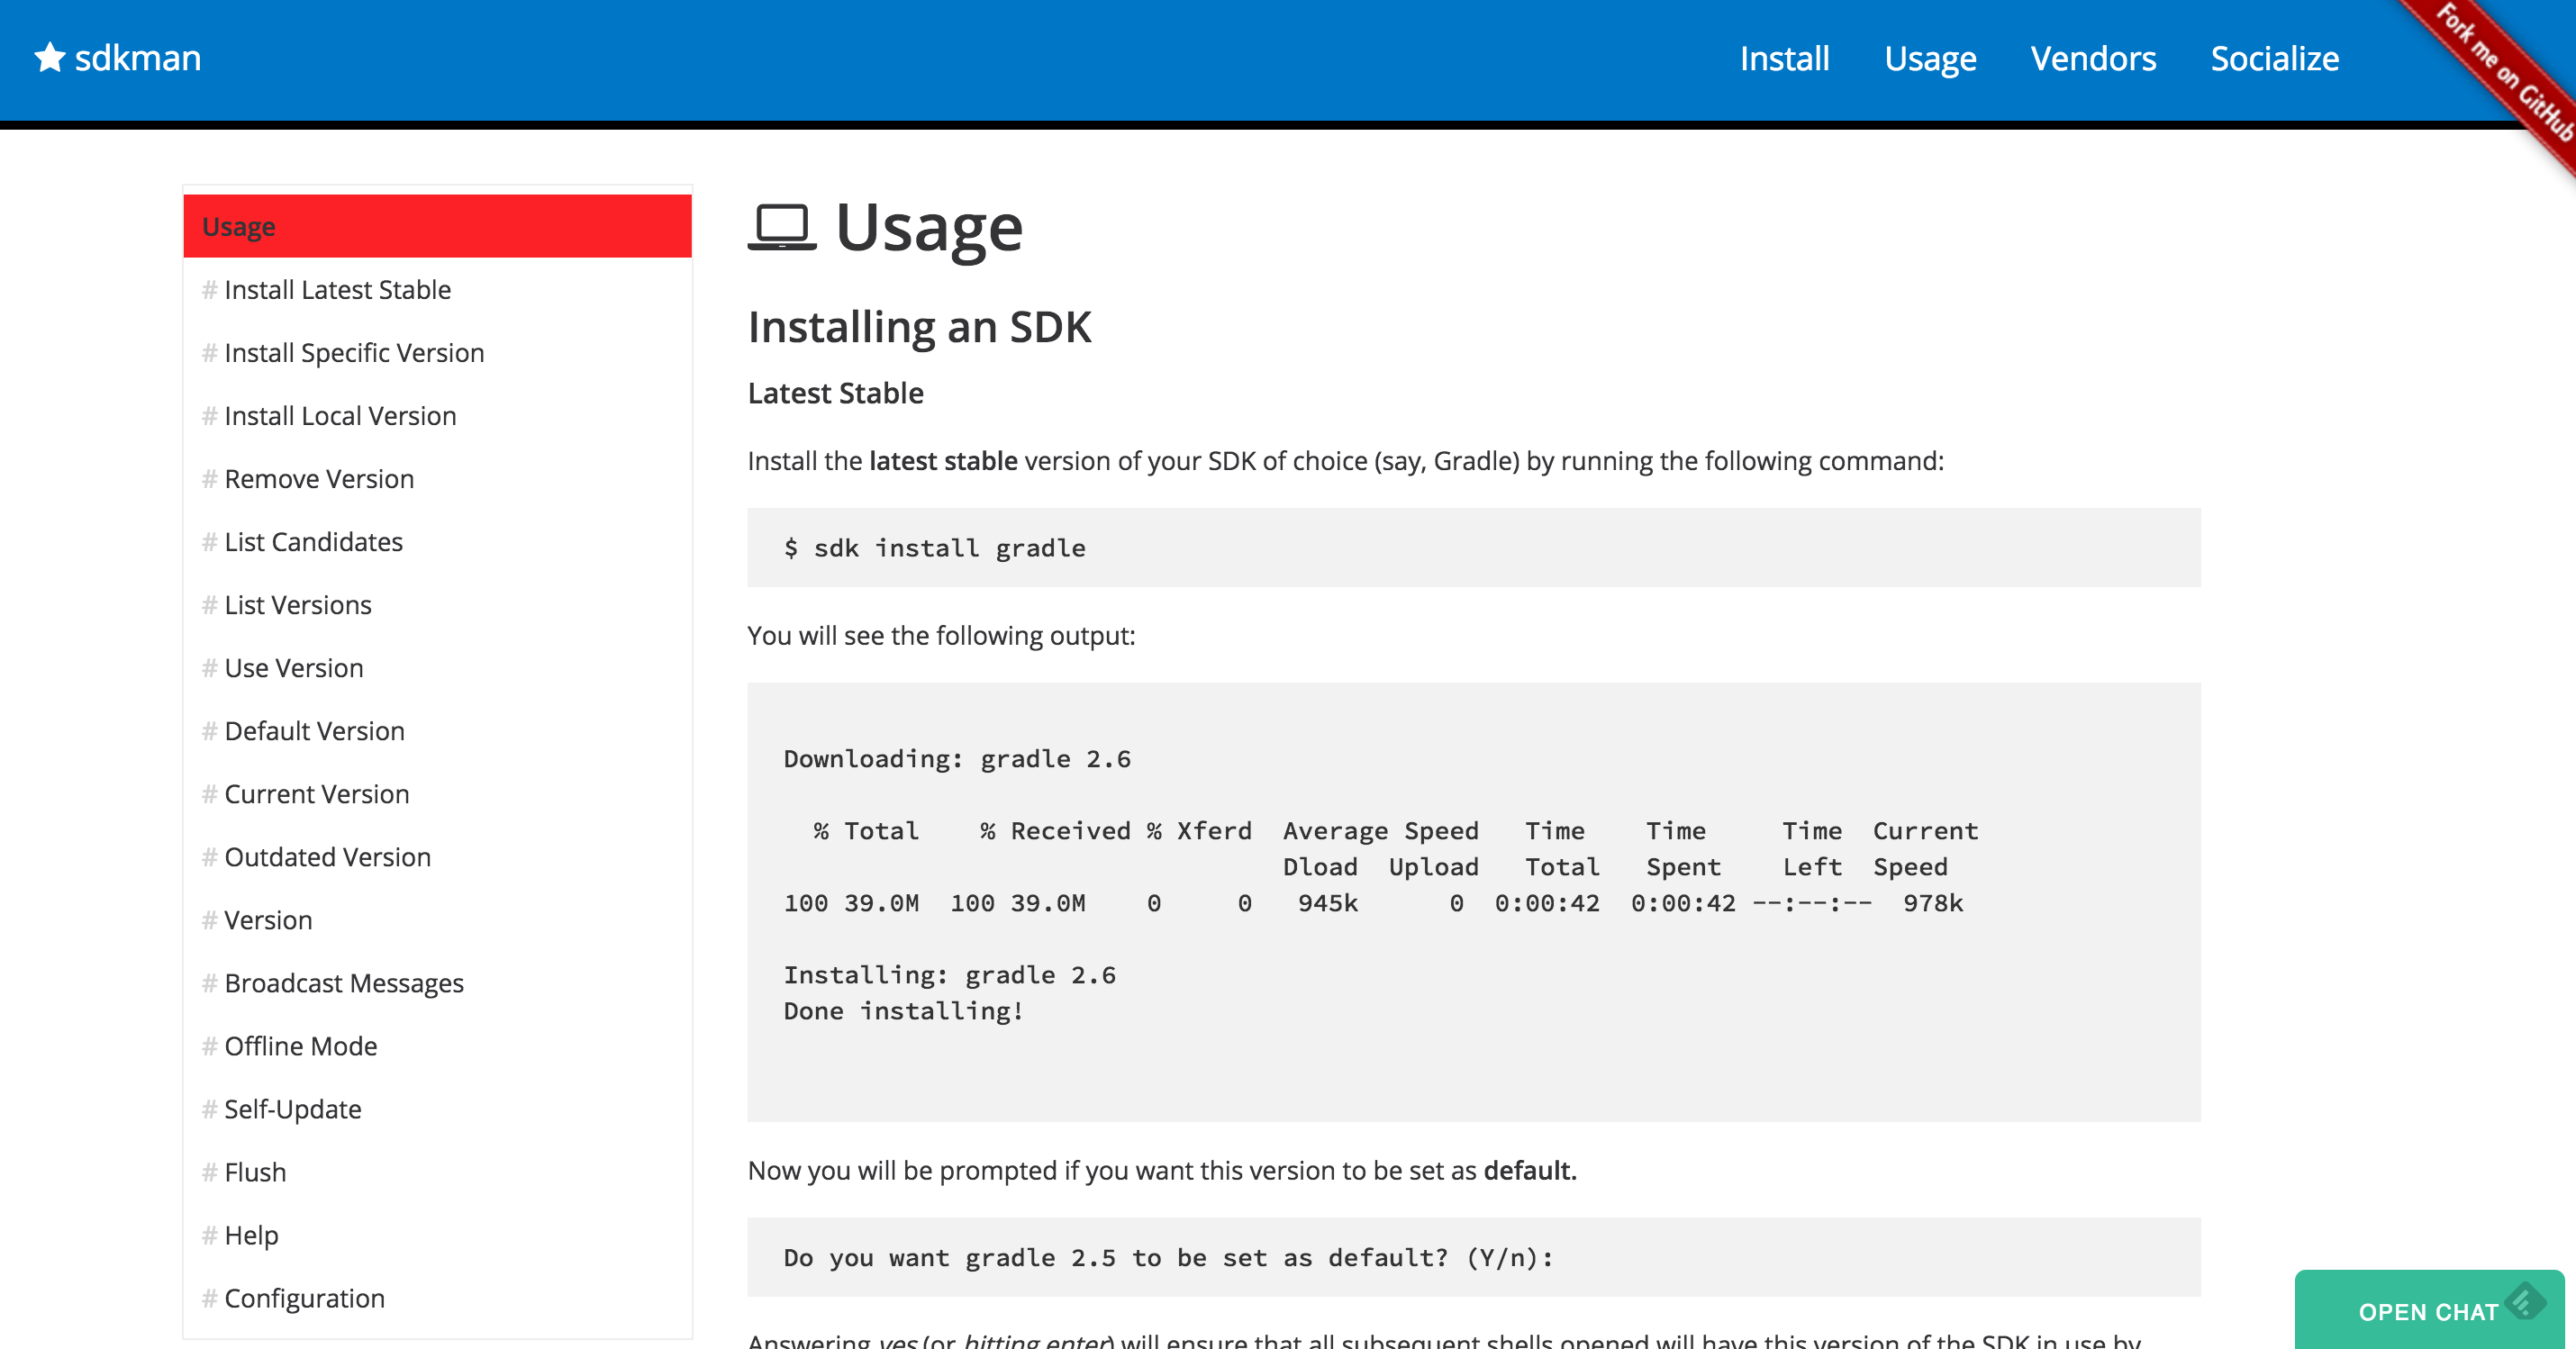 sdkman
Install Usage Vendors Socialize
Fork me on GitHub
Usage
# Install Latest Stable
# Install Specific Version
# Install Local Version
# Remove Version
# List Candidates
# List Versions
# Use Version
# Default Version
# Current Version
# Outdated Version
# Version
# Broadcast Messages
# Offline Mode
# Self-Update
# Flush
# Help
# Configuration
Usage
Installing an SDK
Latest Stable
Install the latest stable version of your SDK of choice (say, Gradle) by running the following command:
$ sdk install gradle
You will see the following output:
Downloading: gradle 2.6
% Total % Received % Xferd Average Speed Time Time Time Current
Dload Upload Total Spent Left Speed
100 39.0M 100 39.0M 0 0 945k 0 0:00:42 0:00:42 --:--:-- 978k
Installing: gradle 2.6
Done installing!
Now you will be prompted if you want this version to be set as default.
Do you want gradle 2.5 to be set as default? (Y/n):
Answering yes (or hitting enter) will ensure that all subsequent shells opened will have this version of the SDK in use by
OPEN CHAT